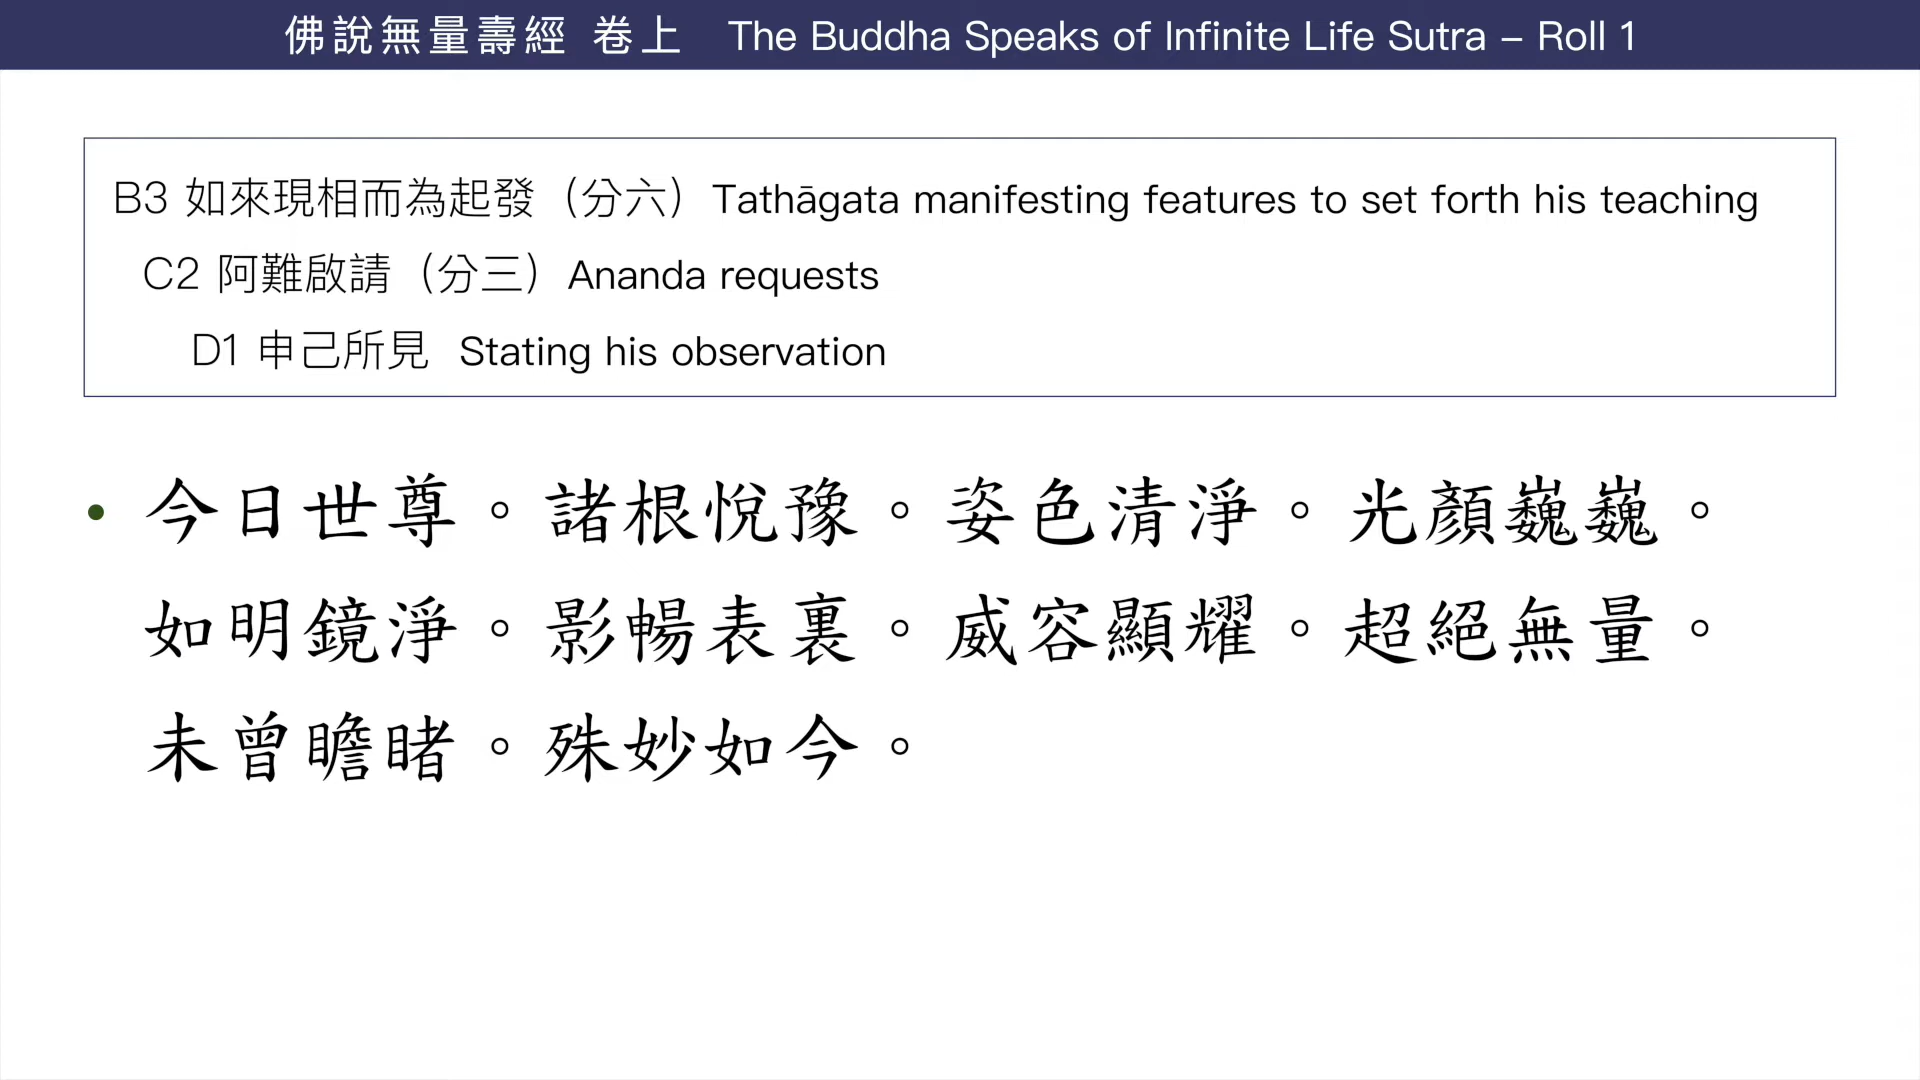 佛說無量壽經 卷上 The Buddha Speaks of Infinite Life Sutra – Roll 1
B3 如來現相而為起發（分六）Tathāgata manifesting features to set forth his teaching
C2 阿難啟請（分三）Ananda requests
D1 申己所見 Stating his observation
• 今日世尊。諸根悅豫。姿色清淨。光顏巍巍。
如明鏡淨。影暢表裏。威容顯耀。超絕無量。
未曾瞻睹。殊妙如今。